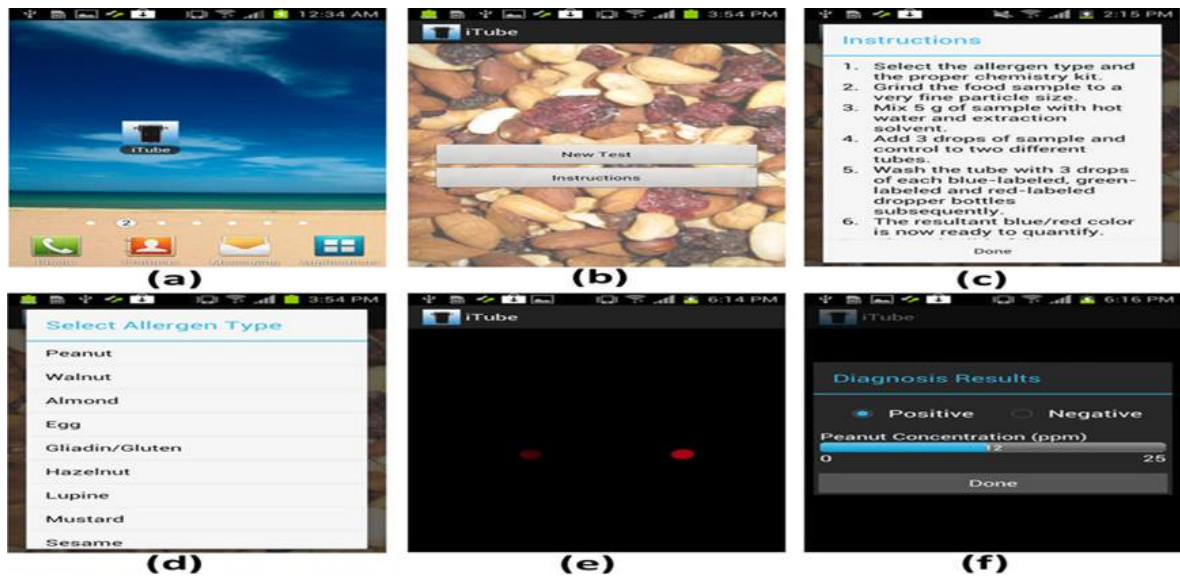 12:34 AM
iTube
2
(a)
3:54 PM
iTube
New Test
Instructions
(b)
2:15 PM
Instructions
1. Select the allergen type and
the proper chemistry kit.
2. Grind the food sample to a
very fine particle size.
3. Mix 5 g of sample with hot
water and extraction
solvent.
4. Add 3 drops of sample and
control to two different
tubes.
5. Wash the tube with 3 drops
of each blue-labeled, green-
labeled and red-labeled
dropper bottles
subsequently.
6. The resultant blue/red color
is now ready to quantify.
Done
(c)
3:54 PM
Select Allergen Type
Peanut
Walnut
Almond
Egg
Gliadin/Gluten
Hazelnut
Lupine
Mustard
Sesame
(d)
6:14 PM
iTube
(e)
6:16 PM
iTube
Diagnosis Results
Positive Negative
Peanut Concentration (ppm)
12
0 25
Done
(f)